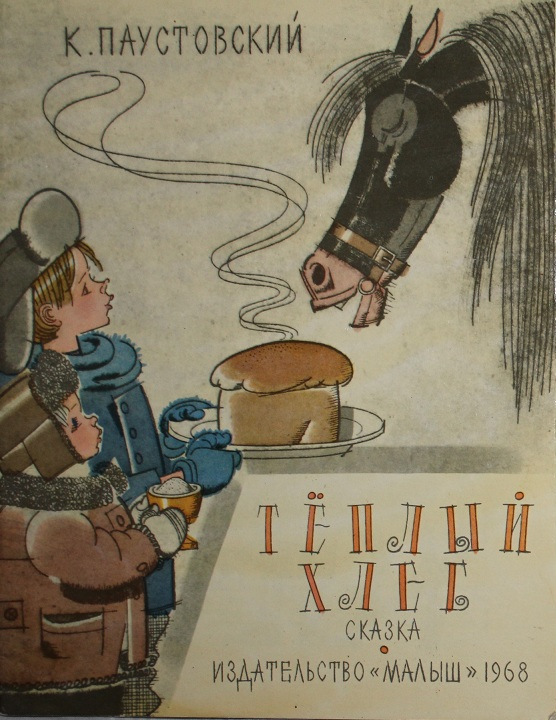 К.ПАУСТОВСКИЙ
ТЁПЛЫЙ
ХЛЕБ
СКАЗКА
ИЗДАТЕЛЬСТВО «МАЛЫШ» 1968